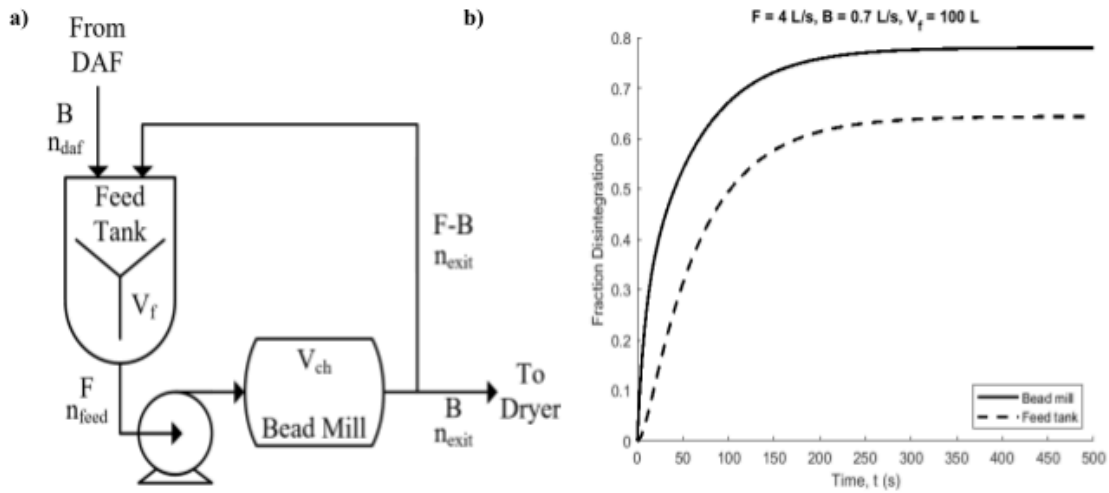 a)
From
DAF
B
n_daf
Feed
Tank
V_f
F
n_feed
V_ch
Bead Mill
F-B
n_exit
B
n_exit
To
Dryer
b)
F = 4 L/s, B = 0.7 L/s, V_f = 100 L
Fraction Disintegration
0.8
0.7
0.6
0.5
0.4
0.3
0.2
0.1
0
0 50 100 150 200 250 300 350 400 450 500
Time, t (s)
Bead mill
Feed tank